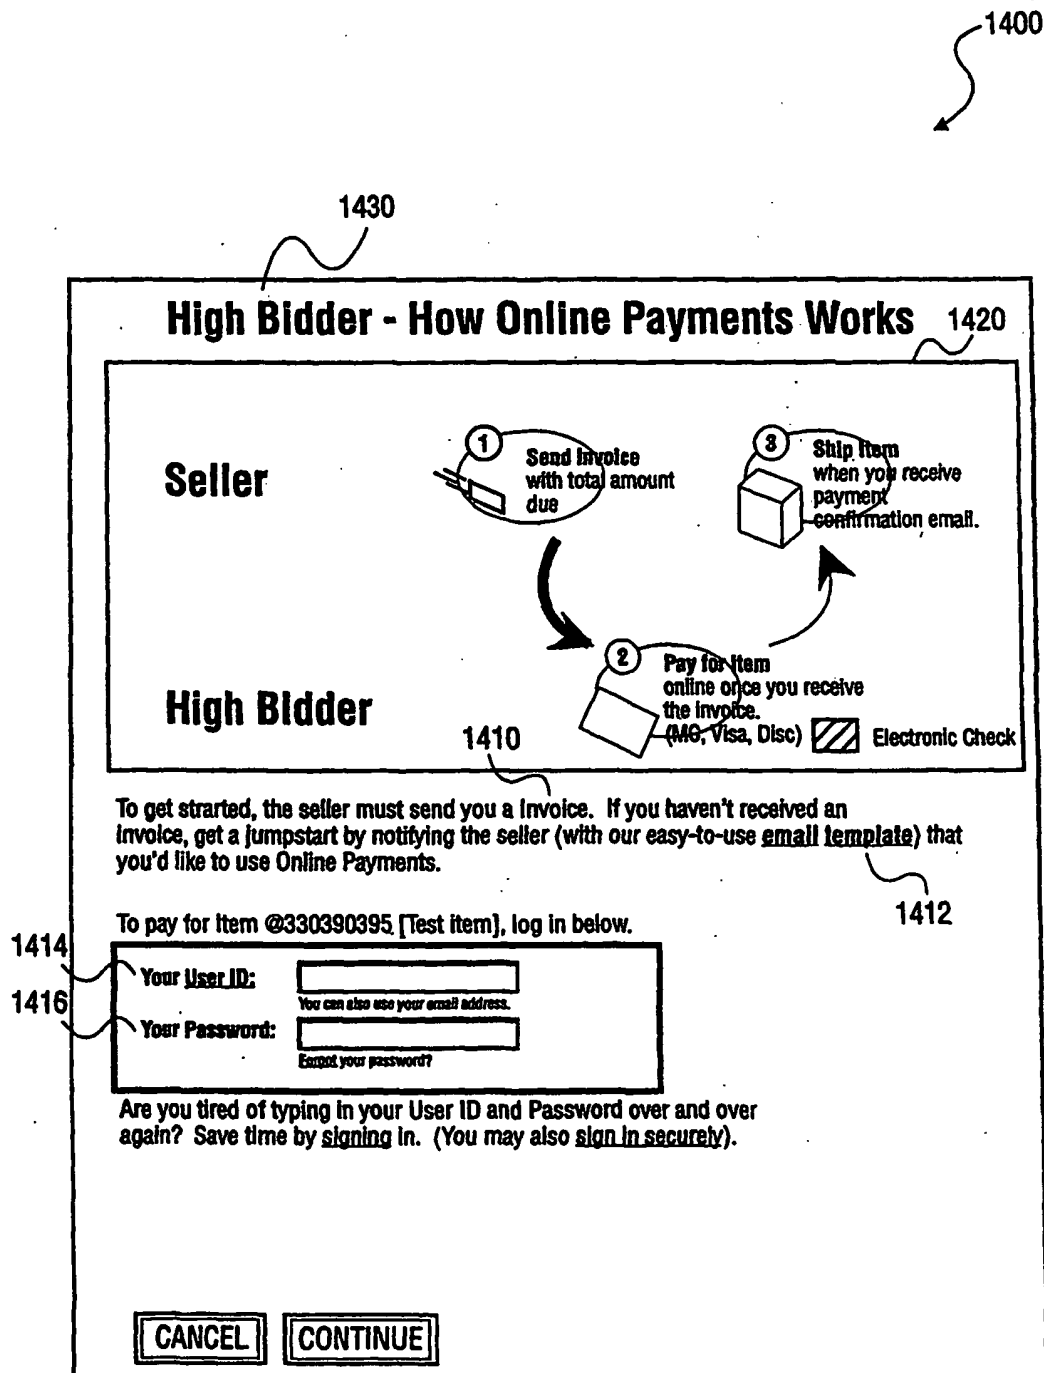 1400
1430
High Bidder - How Online Payments Works
1420
Seller
1
Send Invoice
with total amount
due
3
Ship Item
when you receive
payment
confirmation email.
High Bidder
2
Pay for Item
online once you receive
the invoice.
(MC, Visa, Disc)
Electronic Check
1410
To get strarted, the seller must send you a Invoice. If you haven't received an
Invoice, get a jumpstart by notifying the seller (with our easy-to-use email template) that
you'd like to use Online Payments.
1412
To pay for Item @330390395 [Test item], log in below.
1414
Your User ID:
You can also use your email address.
1416
Your Password:
Forgot your password?
Are you tired of typing in your User ID and Password over and over
again? Save time by signing in. (You may also sign in securely).
CANCEL
CONTINUE